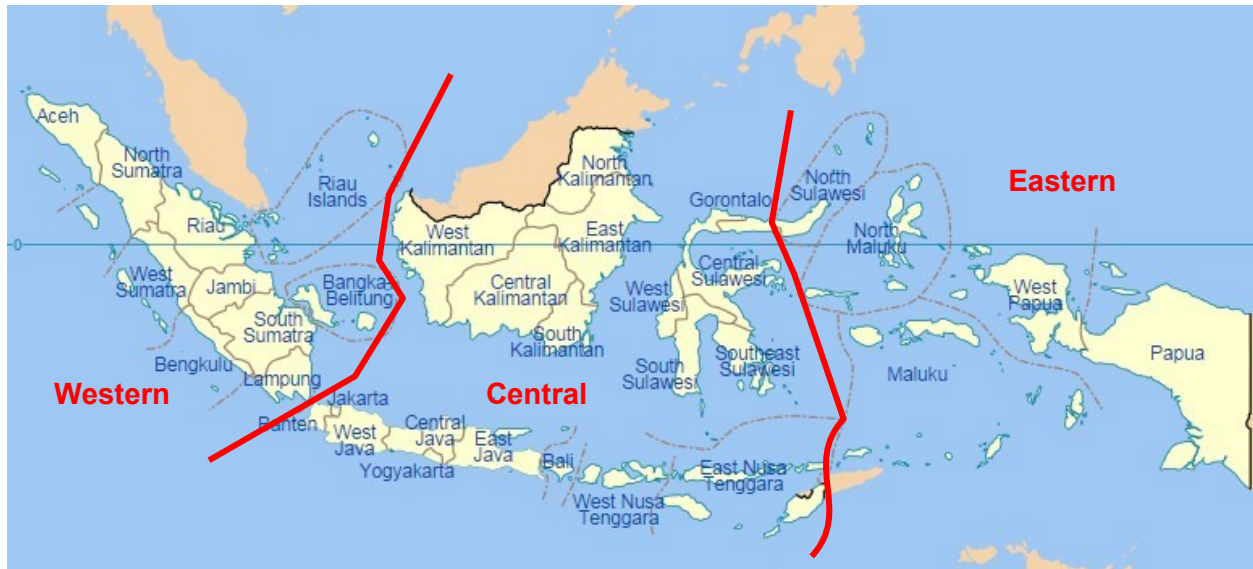 Aceh
North
Sumatra
Riau
Islands
Riau
West
Sumatra
Jambi
Bangka-
Belitung
South
Sumatra
Bengkulu
Lampung
Western
0
North
Kalimantan
West
Kalimantan
East
Kalimantan
Central
Kalimantan
South
Kalimantan
Gorontalo
North
Sulawesi
Central
Sulawesi
West
Sulawesi
South
Sulawesi
Southeast
Sulawesi
Central
Jakarta
Banten
West
Java
Central
Java
Yogyakarta
East
Java
Bali
West Nusa
Tenggara
East Nusa
Tenggara
Eastern
North
Maluku
Maluku
West
Papua
Papua